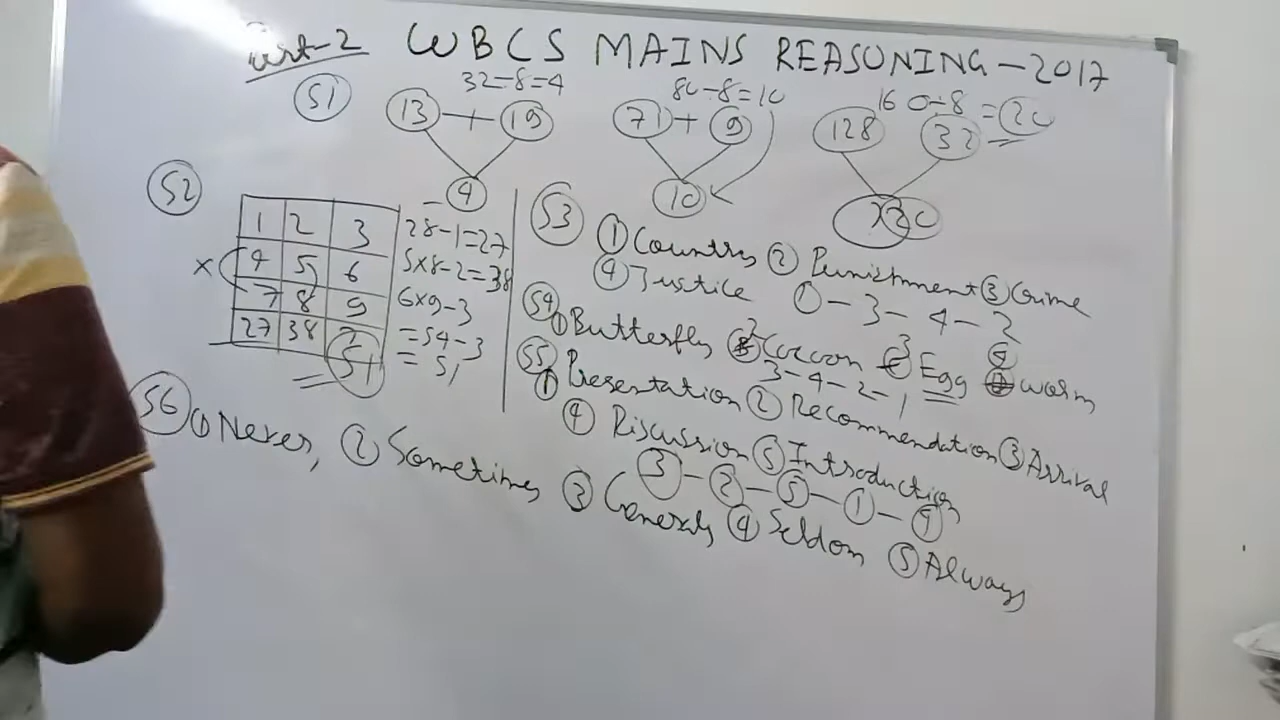 Part-2 WBCS MAINS REASONING - 2017
51
32÷8=4
13 + 19
4
80÷8=10
71 + 9
10
160÷8 = 20
128 32
52
1 2 3
× 4 5 6
7 8 9
27 38 51
28-1=27
5×8-2=38
6×9-3
=54-3
= 51
53 ① Country ② Punishment ③ Crime
④ Justice ①-3-4-2
54 ① Butterfly 2 Cocoon 3 Egg ④ worm
3-4-2-1
55 ① Presentation ② Recommendation ③ Arrival
④ Discussion ⑤ Introduction
③-②-⑤-①-④
56 ① Never, ② Sometimes ③ Generaly ④ Seldom ⑤ Always